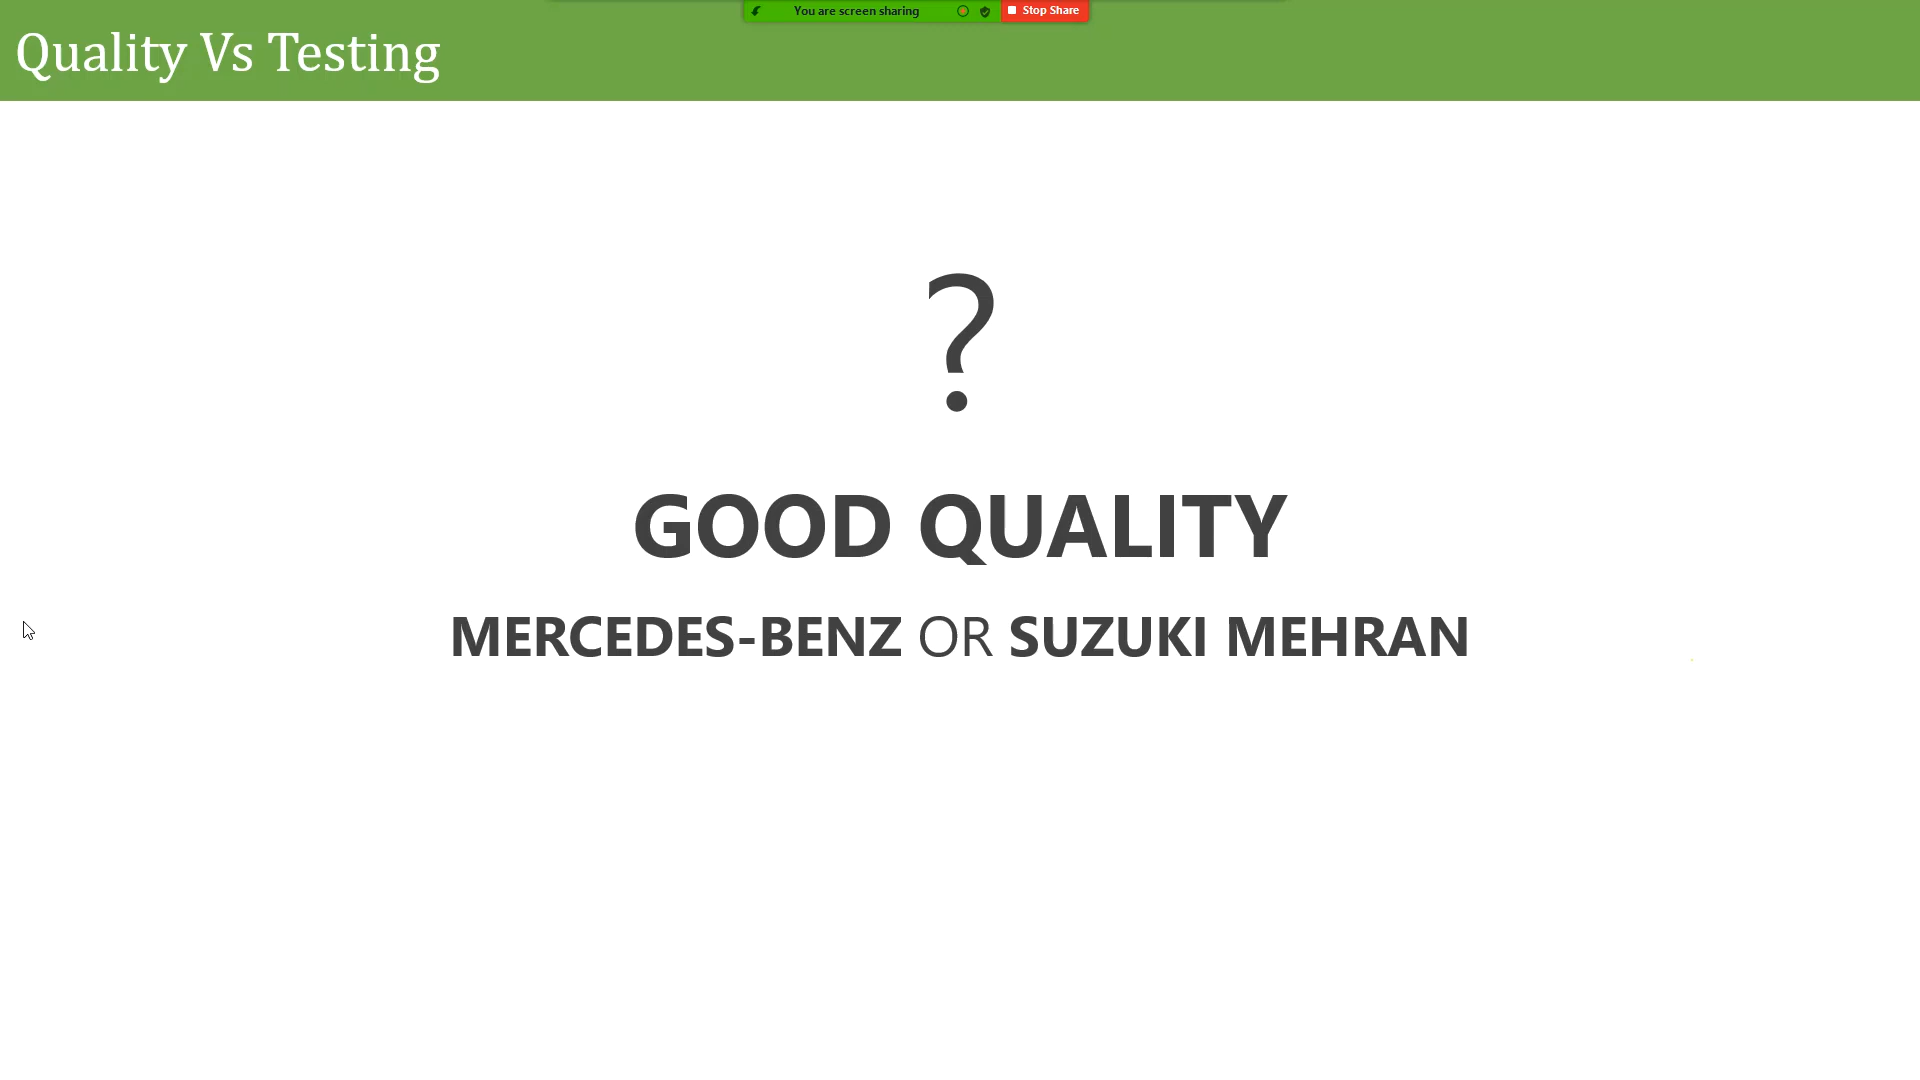 You are screen sharing
Stop Share
Quality Vs Testing
?
GOOD QUALITY
MERCEDES-BENZ OR SUZUKI MEHRAN